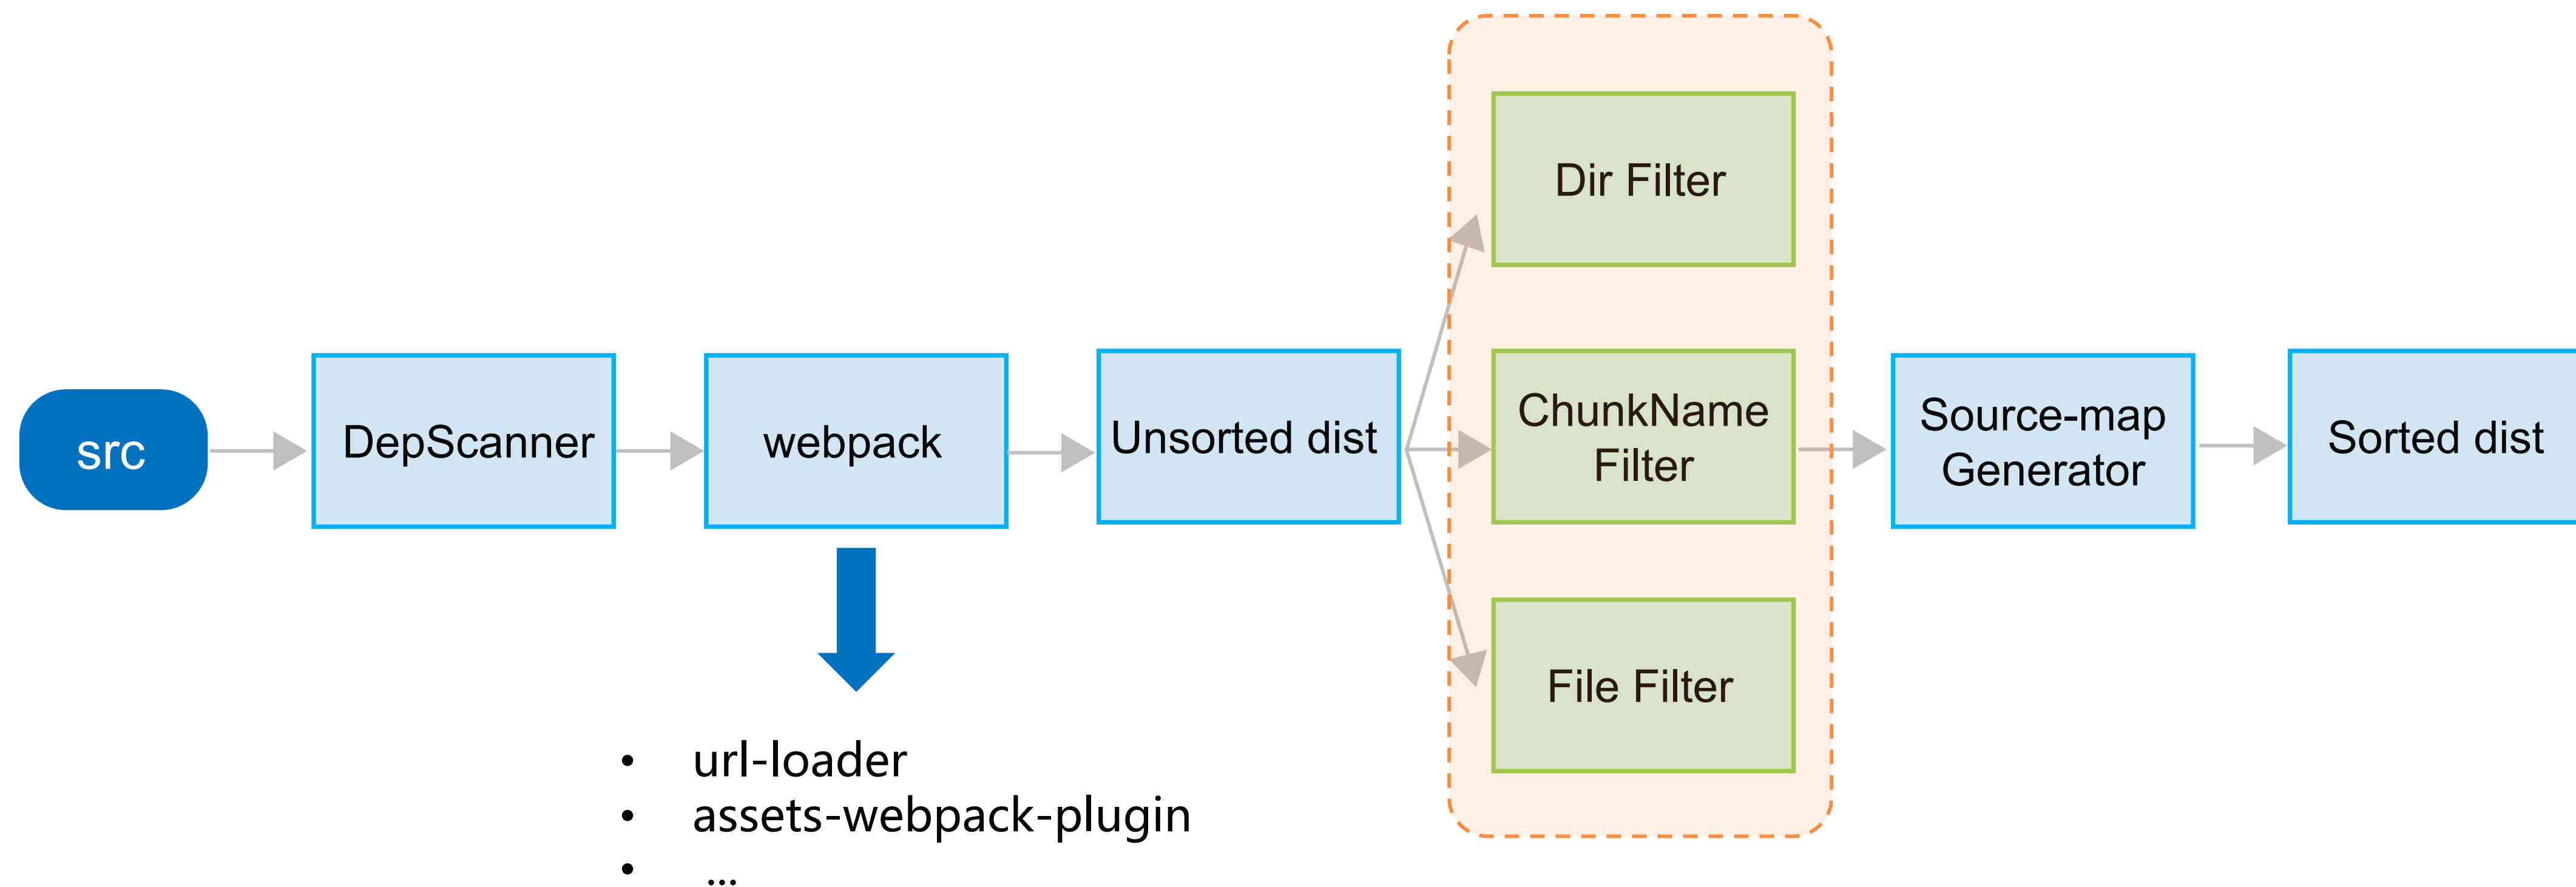 src
DepScanner
webpack
Unsorted dist
Dir Filter
ChunkName
Filter
File Filter
Source-map
Generator
Sorted dist
• url-loader
• assets-webpack-plugin
• ...